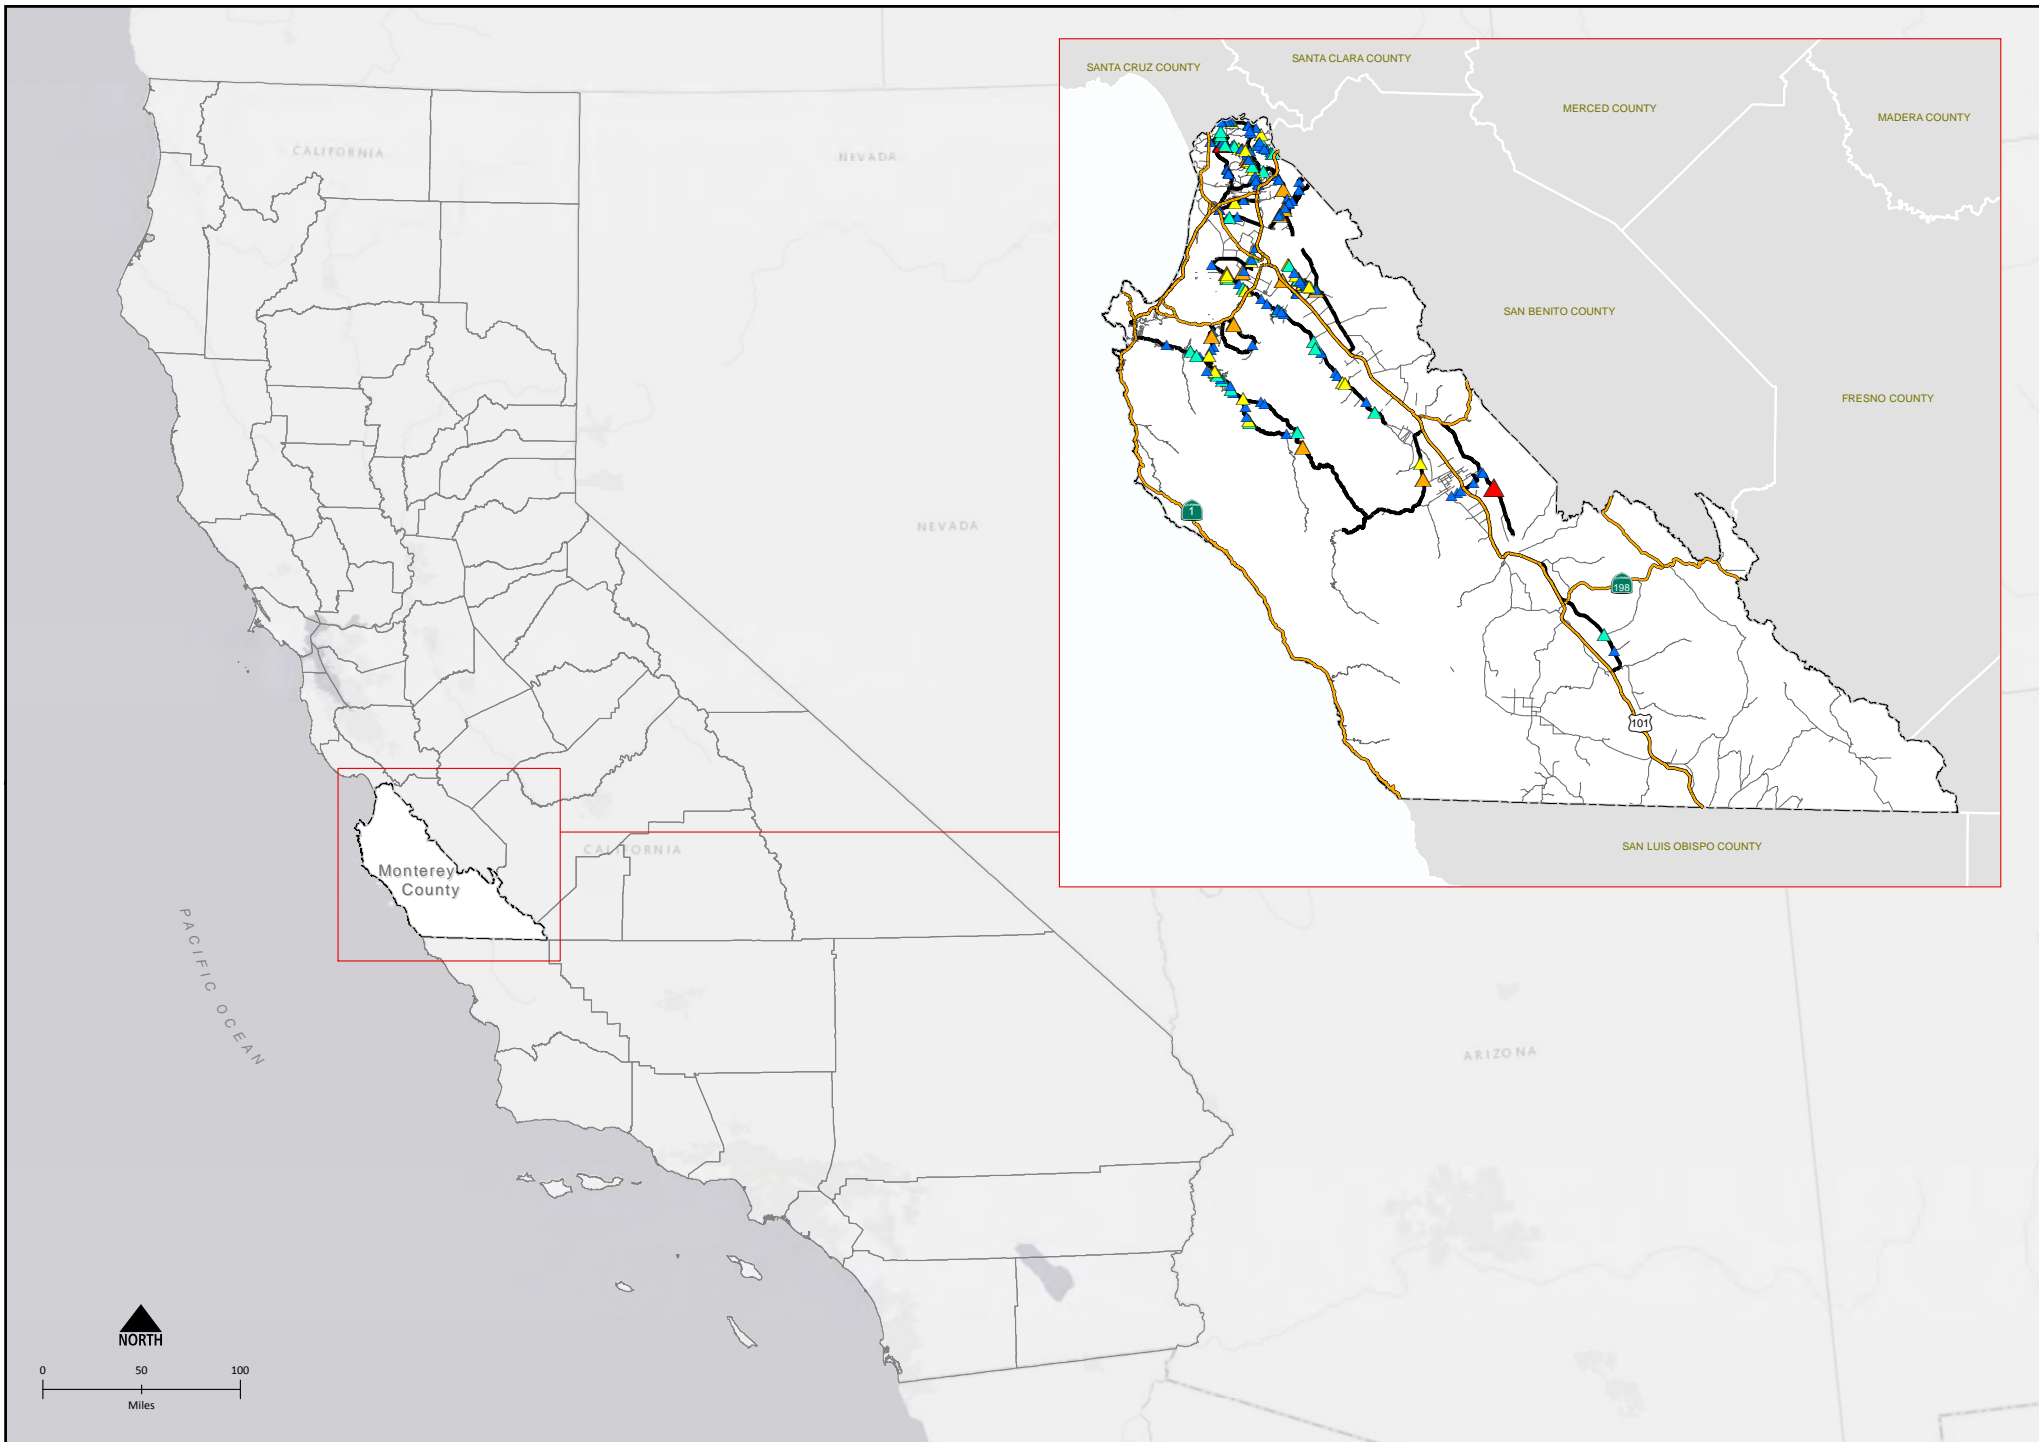 SANTA CRUZ COUNTY
SANTA CLARA COUNTY
MERCED COUNTY
MADERA COUNTY
CALIFORNIA
NEVADA
SAN BENITO COUNTY
FRESNO COUNTY
1
NEVADA
198
101
SAN LUIS OBISPO COUNTY
CALIFORNIA
Monterey
County
PACIFIC OCEAN
ARIZONA
NORTH
0 50 100
Miles